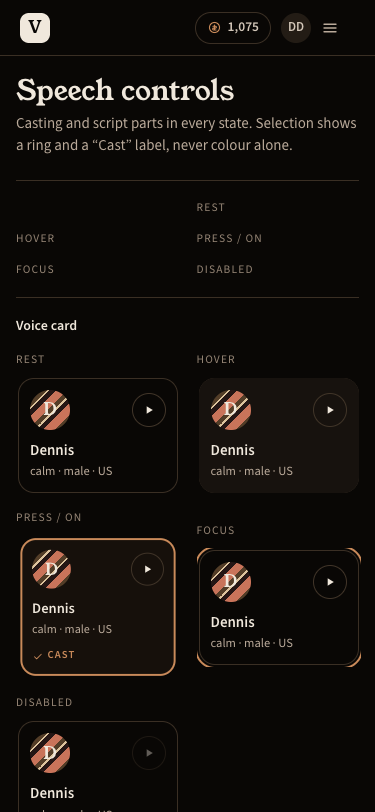 V
1,075
DD
Speech controls
Casting and script parts in every state. Selection shows
a ring and a “Cast” label, never colour alone.
REST
HOVER
PRESS / ON
FOCUS
DISABLED
Voice card
REST
HOVER
D
D
Dennis
Dennis
calm · male · US
calm · male · US
PRESS / ON
FOCUS
D
D
Dennis
calm · male · US
CAST
Dennis
calm · male · US
DISABLED
D
Dennis